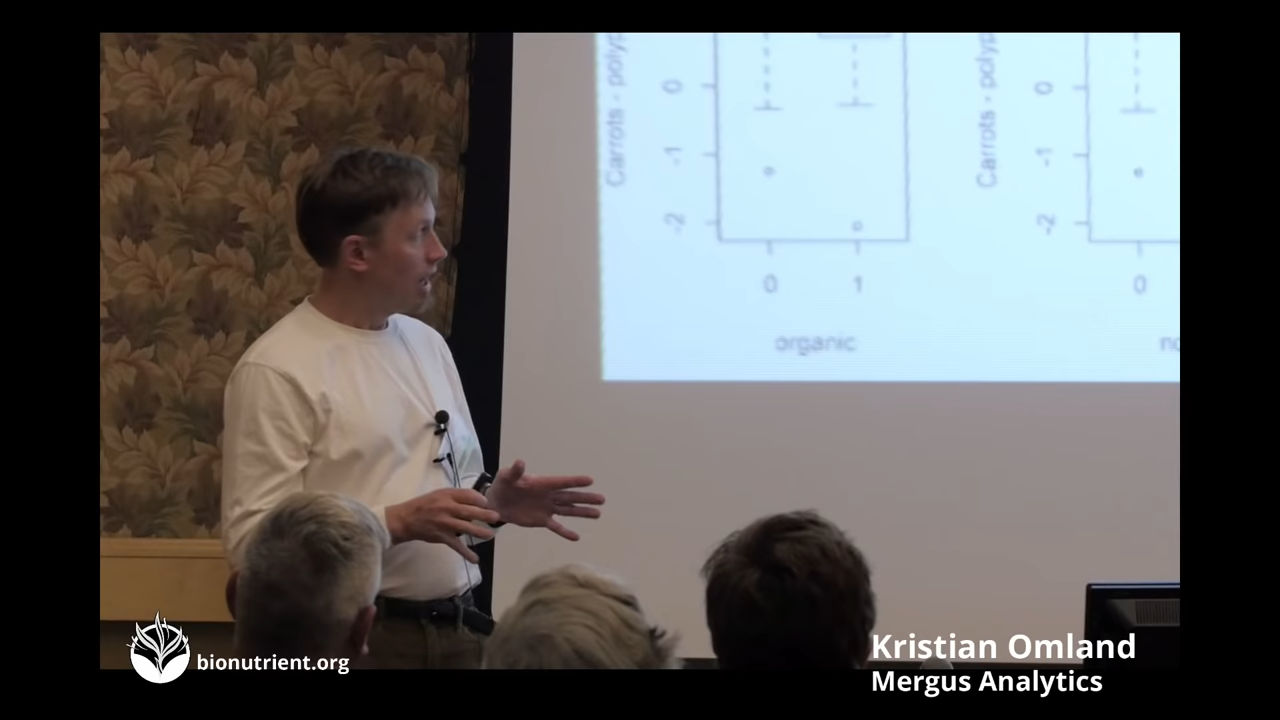 Carrots - polyp
0
-1
-2
0 1
organic
Carrots - polyp
0
-1
-2
0
no
bionutrient.org
Kristian Omland
Mergus Analytics